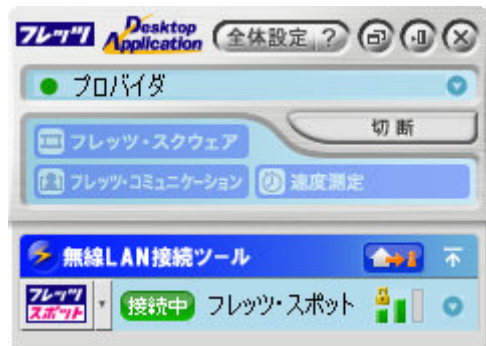 フレッツ Desktop Application 全体設定 ?
プロバイダ
切断
フレッツ・スクウェア
フレッツ・コミュニケーション 速度測定
無線LAN接続ツール
フレッツ スポット 接続中 フレッツ・スポット